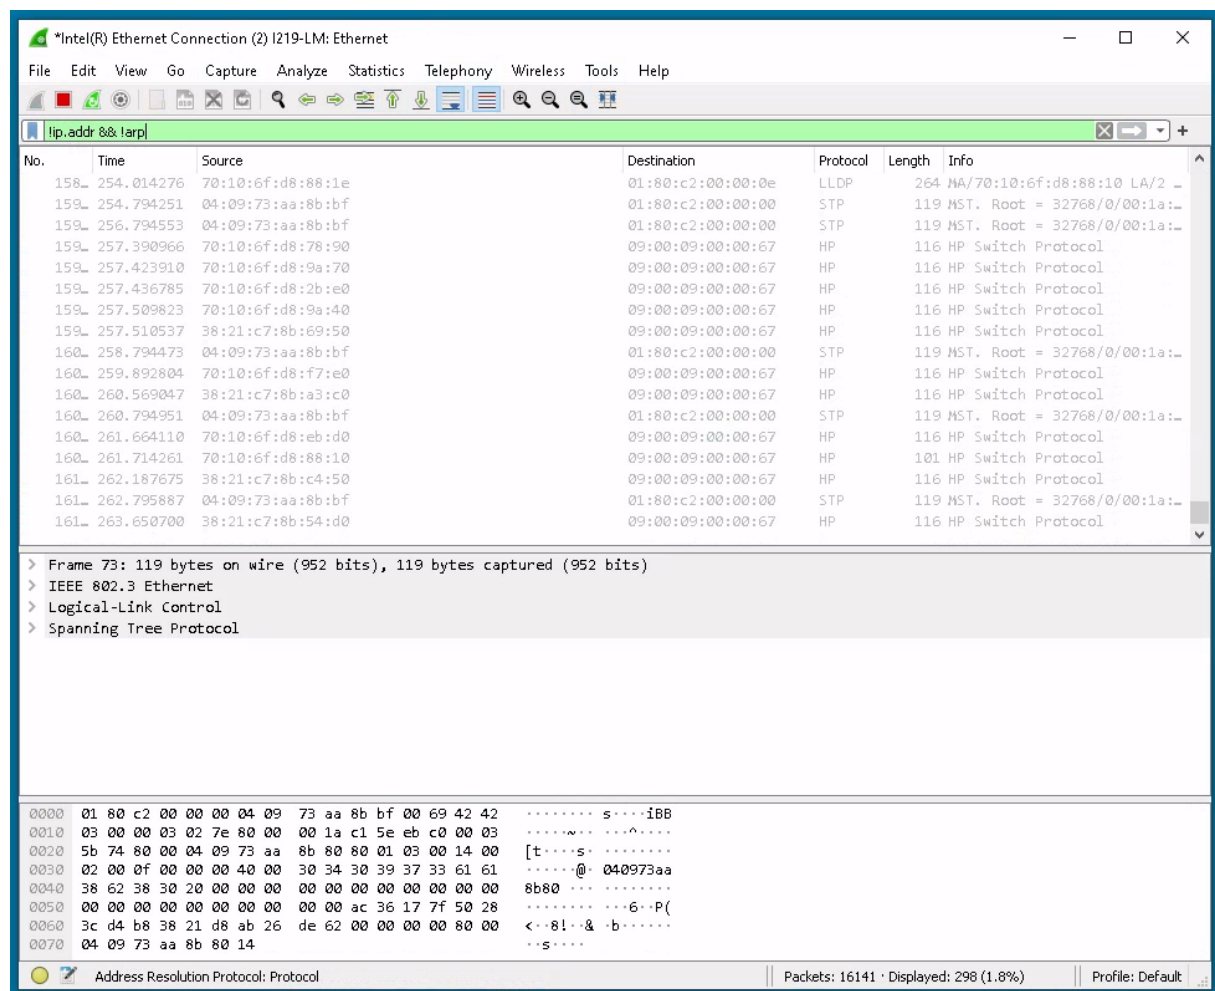 *Intel(R) Ethernet Connection (2) I219-LM: Ethernet
File Edit View Go Capture Analyze Statistics Telephony Wireless Tools Help
!ip.addr && !arp
No. Time Source Destination Protocol Length Info
158… 254.014276 70:10:6f:d8:88:1e 01:80:c2:00:00:0e LLDP 264 MA/70:10:6f:d8:88:10 LA/2 …
159… 254.794251 04:09:73:aa:8b:bf 01:80:c2:00:00:00 STP 119 MST. Root = 32768/0/00:1a:…
159… 256.794553 04:09:73:aa:8b:bf 01:80:c2:00:00:00 STP 119 MST. Root = 32768/0/00:1a:…
159… 257.390966 70:10:6f:d8:78:90 09:00:09:00:00:67 HP 116 HP Switch Protocol
159… 257.423910 70:10:6f:d8:9a:70 09:00:09:00:00:67 HP 116 HP Switch Protocol
159… 257.436785 70:10:6f:d8:2b:e0 09:00:09:00:00:67 HP 116 HP Switch Protocol
159… 257.509823 70:10:6f:d8:9a:40 09:00:09:00:00:67 HP 116 HP Switch Protocol
159… 257.510537 38:21:c7:8b:69:50 09:00:09:00:00:67 HP 116 HP Switch Protocol
160… 258.794473 04:09:73:aa:8b:bf 01:80:c2:00:00:00 STP 119 MST. Root = 32768/0/00:1a:…
160… 259.892804 70:10:6f:d8:f7:e0 09:00:09:00:00:67 HP 116 HP Switch Protocol
160… 260.569047 38:21:c7:8b:a3:c0 09:00:09:00:00:67 HP 116 HP Switch Protocol
160… 260.794951 04:09:73:aa:8b:bf 01:80:c2:00:00:00 STP 119 MST. Root = 32768/0/00:1a:…
160… 261.664110 70:10:6f:d8:eb:d0 09:00:09:00:00:67 HP 116 HP Switch Protocol
160… 261.714261 70:10:6f:d8:88:10 09:00:09:00:00:67 HP 101 HP Switch Protocol
161… 262.187675 38:21:c7:8b:c4:50 09:00:09:00:00:67 HP 116 HP Switch Protocol
161… 262.795887 04:09:73:aa:8b:bf 01:80:c2:00:00:00 STP 119 MST. Root = 32768/0/00:1a:…
161… 263.650700 38:21:c7:8b:54:d0 09:00:09:00:00:67 HP 116 HP Switch Protocol
> Frame 73: 119 bytes on wire (952 bits), 119 bytes captured (952 bits)
> IEEE 802.3 Ethernet
> Logical-Link Control
> Spanning Tree Protocol
0000 01 80 c2 00 00 00 04 09 73 aa 8b bf 00 69 42 42 ········ s····iBB
0010 03 00 00 03 02 7e 80 00 00 1a c1 5e eb c0 00 03 ·····~·· ···^····
0020 5b 74 80 00 04 09 73 aa 8b 80 80 01 03 00 14 00 [t····s· ········
0030 02 00 0f 00 00 00 40 00 30 34 30 39 37 33 61 61 ······@· 040973aa
0040 38 62 38 30 20 00 00 00 00 00 00 00 00 00 00 00 8b80 ··· ········
0050 00 00 00 00 00 00 00 00 00 00 ac 36 17 7f 50 28 ········ ···6··P(
0060 3c d4 b8 38 21 d8 ab 26 de 62 00 00 00 00 80 00 <··8!··& ·b······
0070 04 09 73 aa 8b 80 14 ··s····
Address Resolution Protocol: Protocol Packets: 16141 · Displayed: 298 (1.8%) Profile: Default